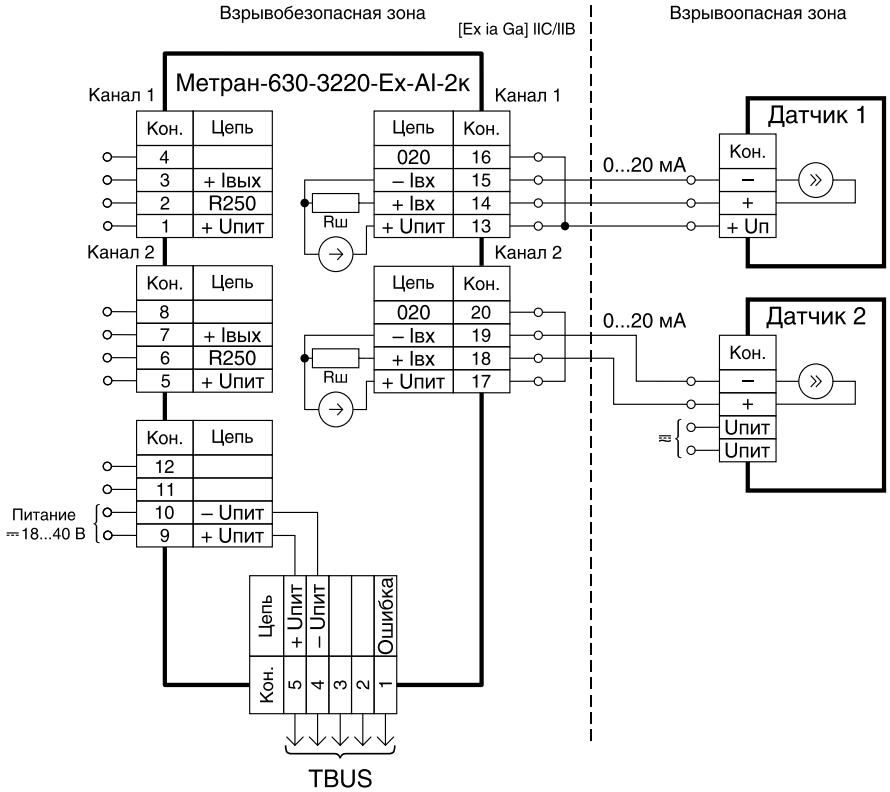 Взрывобезопасная зона
Взрывоопасная зона
[Ex ia Ga] IIC/IIB
Метран-630-3220-Ex-AI-2к
Канал 1
Кон. Цепь
4
3 + Iвых
2 R250
1 + Uпит
Канал 2
Кон. Цепь
8
7 + Iвых
6 R250
5 + Uпит
Кон. Цепь
12
11
10 – Uпит
9 + Uпит
Питание
⎓18...40 В
Канал 1
Цепь Кон.
020 16
– Iвх 15
+ Iвх 14
+ Uпит 13
Rш
Канал 2
Цепь Кон.
020 20
– Iвх 19
+ Iвх 18
+ Uпит 17
Rш
0...20 мА
Датчик 1
Кон.
–
+
+ Uп
0...20 мА
Датчик 2
Кон.
–
+
Uпит
Uпит
Цепь
+ Uпит
– Uпит
Ошибка
Кон.
5
4
3
2
1
TBUS